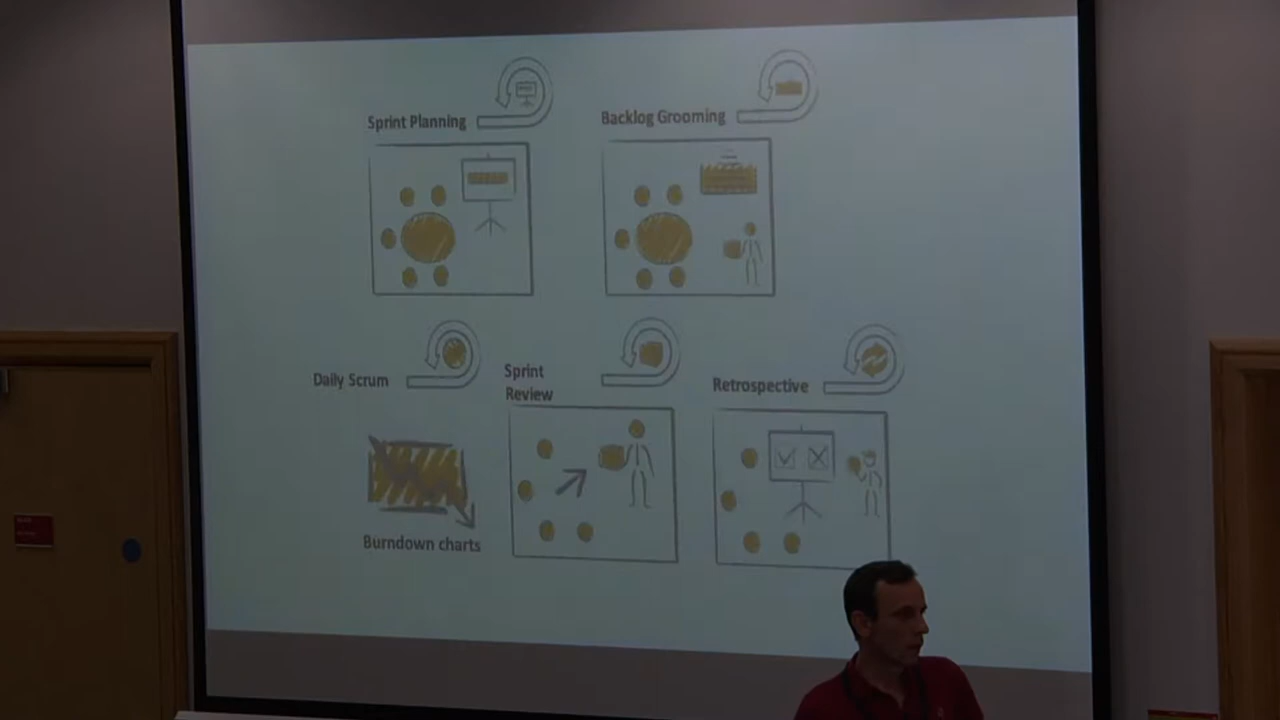 Sprint Planning
Backlog Grooming
Daily Scrum
Sprint
Review
Retrospective
Burndown charts